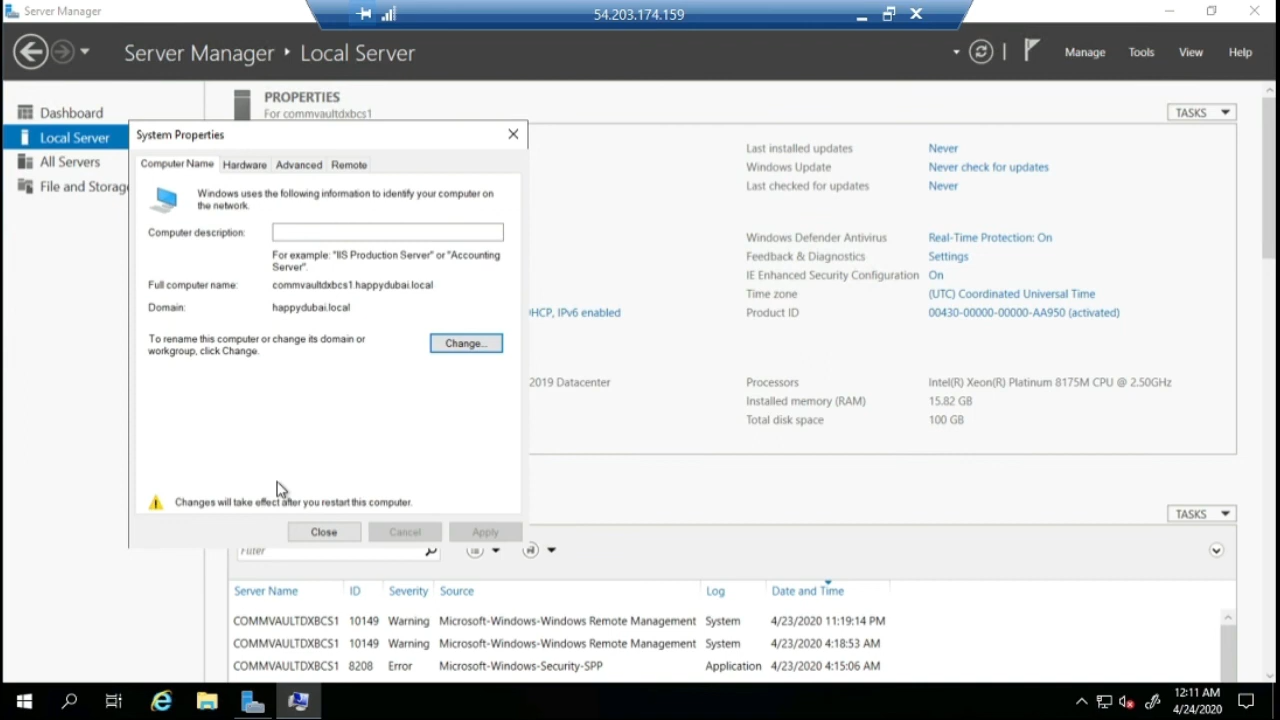 Server Manager
54.203.174.159
Server Manager
Local Server
Manage
Tools
View
Help
Dashboard
Local Server
All Servers
File and Storag
PROPERTIES
For commvaultdxbcs1
TASKS
System Properties
Computer Name
Hardware
Advanced
Remote
Windows uses the following information to identify your computer on
the network.
Computer description:
For example: "IIS Production Server" or "Accounting
Server".
Full computer name: commvaultdxbcs1.happydubai.local
Domain: happydubai.local
To rename this computer or change its domain or
workgroup, click Change.
Change...
Changes will take effect after you restart this computer.
Close
Cancel
Apply
Last installed updates Never
Windows Update Never check for updates
Last checked for updates Never
Windows Defender Antivirus Real-Time Protection: On
Feedback & Diagnostics Settings
IE Enhanced Security Configuration On
Time zone (UTC) Coordinated Universal Time
HCP, IPv6 enabled Product ID 00430-00000-00000-AA950 (activated)
2019 Datacenter Processors Intel(R) Xeon(R) Platinum 8175M CPU @ 2.50GHz
Installed memory (RAM) 15.82 GB
Total disk space 100 GB
TASKS
Filter
Server Name ID Severity Source Log Date and Time
COMMVAULTDXBCS1 10149 Warning Microsoft-Windows-Windows Remote Management System 4/23/2020 11:19:14 PM
COMMVAULTDXBCS1 10149 Warning Microsoft-Windows-Windows Remote Management System 4/23/2020 4:18:53 AM
COMMVAULTDXBCS1 8208 Error Microsoft-Windows-Security-SPP Application 4/23/2020 4:15:06 AM
12:11 AM
4/24/2020